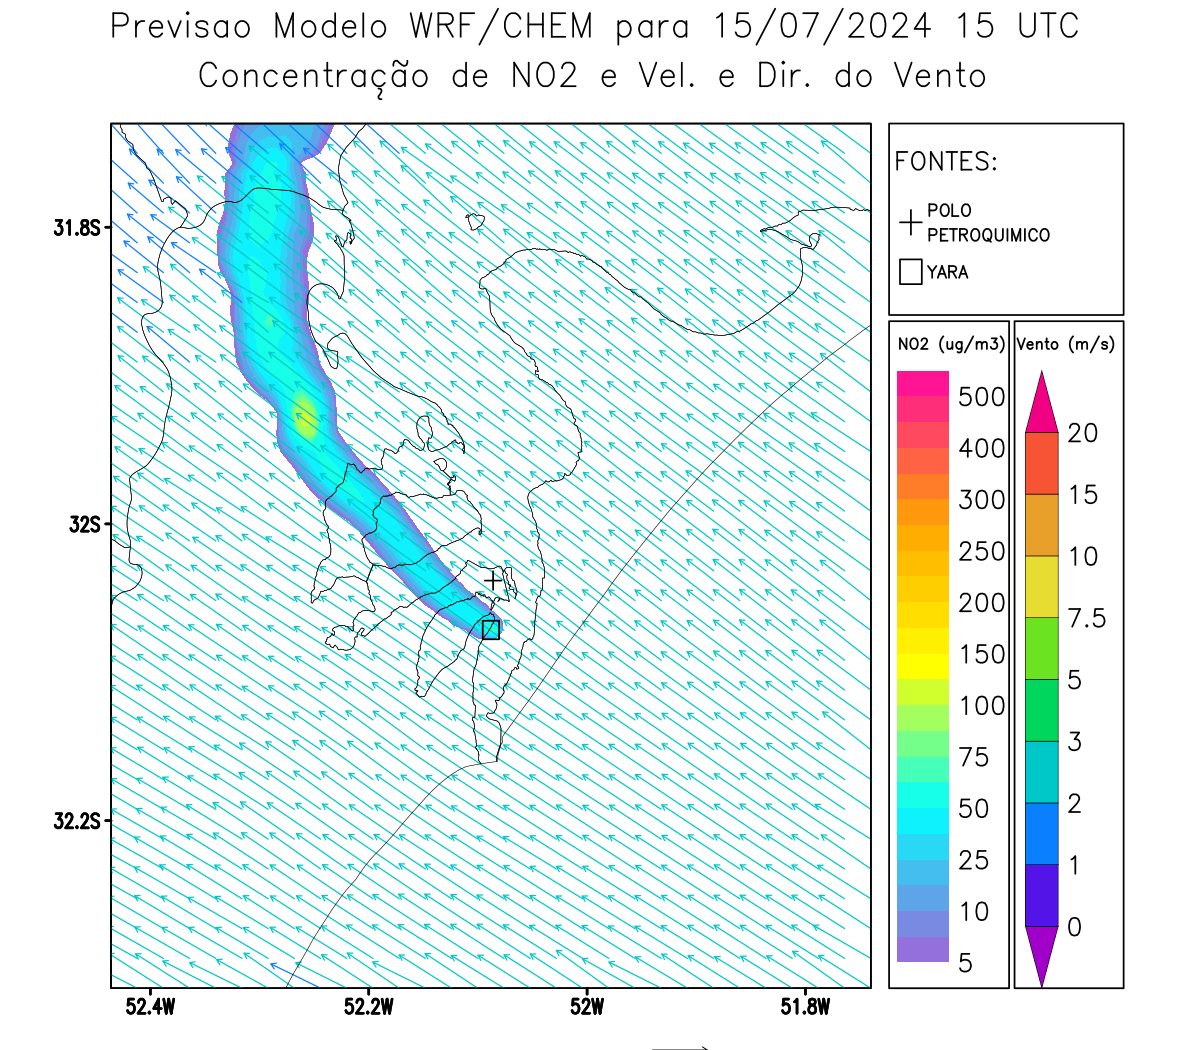 Previsao Modelo WRF/CHEM para 15/07/2024 15 UTC
Concentração de NO2 e Vel. e Dir. do Vento
FONTES:
POLO
PETROQUIMICO
YARA
31.8S
32S
32.2S
52.4W
52.2W
52W
51.8W
NO2 (ug/m3)
500
400
300
250
200
150
100
75
50
25
10
5
Vento (m/s)
20
15
10
7.5
5
3
2
1
0